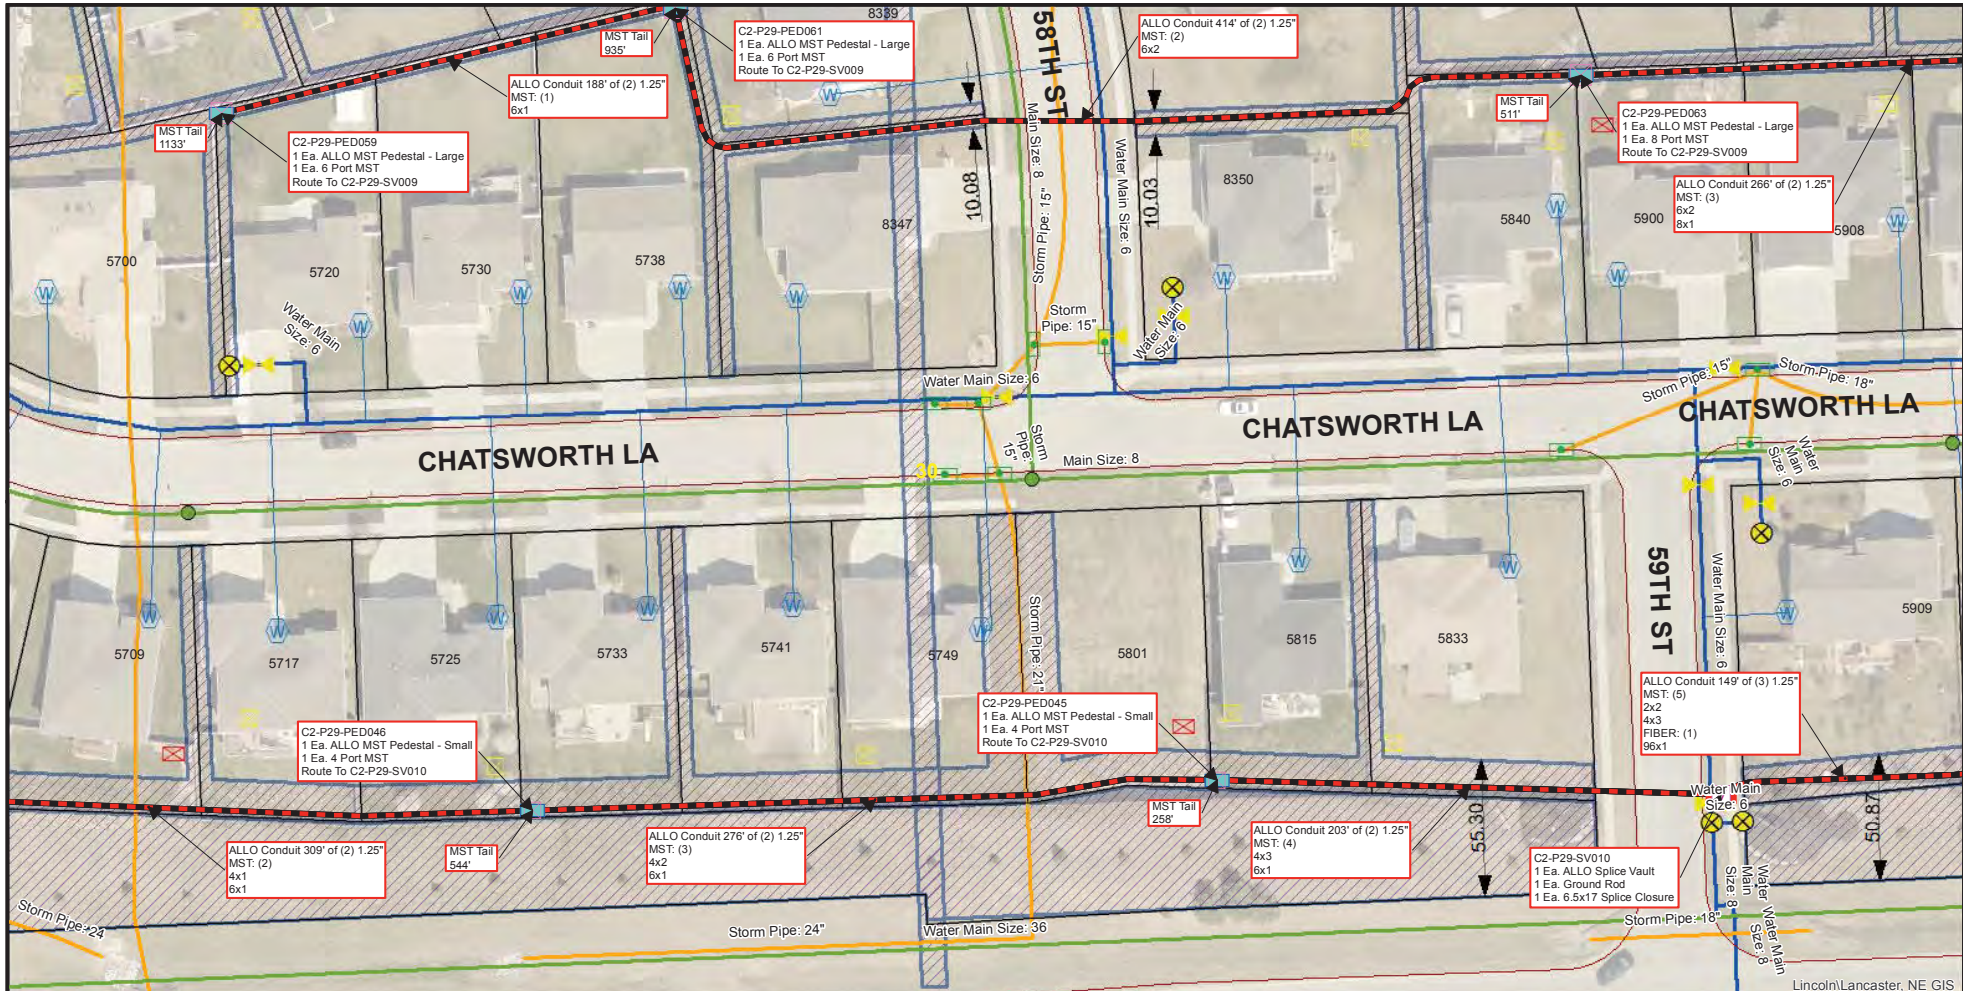 8339
58TH ST
MST Tail
935'
C2-P29-PED061
1 Ea. ALLO MST Pedestal - Large
1 Ea. 6 Port MST
Route To C2-P29-SV009
ALLO Conduit 414' of (2) 1.25"
MST: (2)
6x2
ALLO Conduit 188' of (2) 1.25"
MST: (1)
6x1
MST Tail
1133'
C2-P29-PED059
1 Ea. ALLO MST Pedestal - Large
1 Ea. 6 Port MST
Route To C2-P29-SV009
MST Tail
511'
C2-P29-PED063
1 Ea. ALLO MST Pedestal - Large
1 Ea. 8 Port MST
Route To C2-P29-SV009
ALLO Conduit 266' of (2) 1.25"
MST: (3)
6x2
8x1
Main Size: 8
Storm Pipe: 15"
Water Main Size: 6
10.08
10.03
8350
8347
5840
5900
5908
5700
5720
5730
5738
W
W
W
W
W
W
W
W
W
W
Water Main
Size: 6
Storm
Pipe: 15"
Water Main
Size: 6
Water Main Size: 6
Storm Pipe: 15"
Storm Pipe: 18"
CHATSWORTH LA
CHATSWORTH LA
CHATSWORTH LA
Storm
Pipe:
15"
Main Size: 8
30
Water
Main
Size: 6
59TH ST
Water Main Size: 6
W
W
W
W
W
W
W
W
W
5709
5717
5725
5733
5741
5749
5801
5815
5833
5909
Storm Pipe: 21"
C2-P29-PED046
1 Ea. ALLO MST Pedestal - Small
1 Ea. 4 Port MST
Route To C2-P29-SV010
C2-P29-PED045
1 Ea. ALLO MST Pedestal - Small
1 Ea. 4 Port MST
Route To C2-P29-SV010
ALLO Conduit 149' of (3) 1.25"
MST: (5)
2x2
4x3
FIBER: (1)
96x1
ALLO Conduit 309' of (2) 1.25"
MST: (2)
4x1
6x1
MST Tail
544'
ALLO Conduit 276' of (2) 1.25"
MST: (3)
4x2
6x1
MST Tail
258'
ALLO Conduit 203' of (2) 1.25"
MST: (4)
4x3
6x1
55.30
50.87
Water Main
Size: 6
C2-P29-SV010
1 Ea. ALLO Splice Vault
1 Ea. Ground Rod
1 Ea. 6.5x17 Splice Closure
Water
Main
Size: 8
Water Main
Size: 8
Storm Pipe: 24
Storm Pipe: 24"
Water Main Size: 36
Storm Pipe: 18"
Lincoln\Lancaster, NE GIS